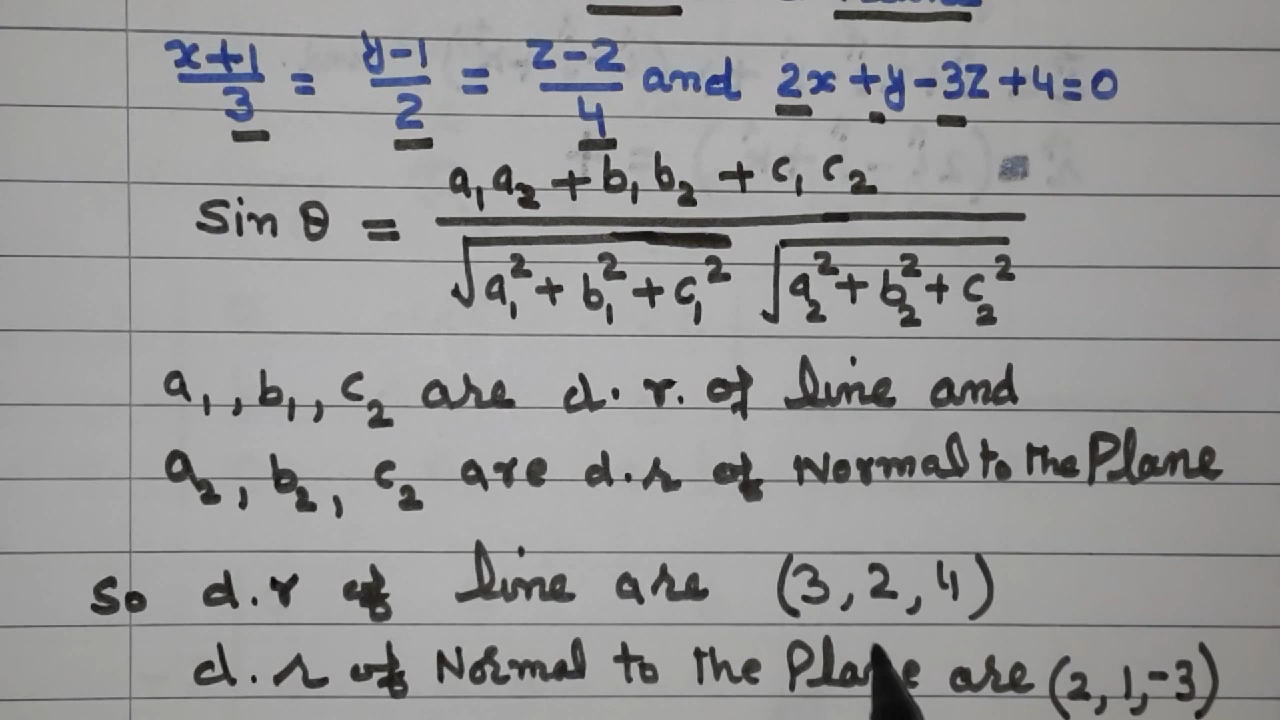 x+1/3 = y-1/2 = z-2/4 and 2x+y-3z+4=0
Sin θ = a₁a₂ + b₁b₂ + c₁c₂ / √a₁²+b₁²+c₁² √a₂²+b₂²+c₂²
a₁, b₁, c₂ are d.r. of line and
a₂, b₂, c₂ are d.r of Normal to the Plane
So d.r of line are (3, 2, 4)
d.r of Normal to the Plane are (2, 1, -3)